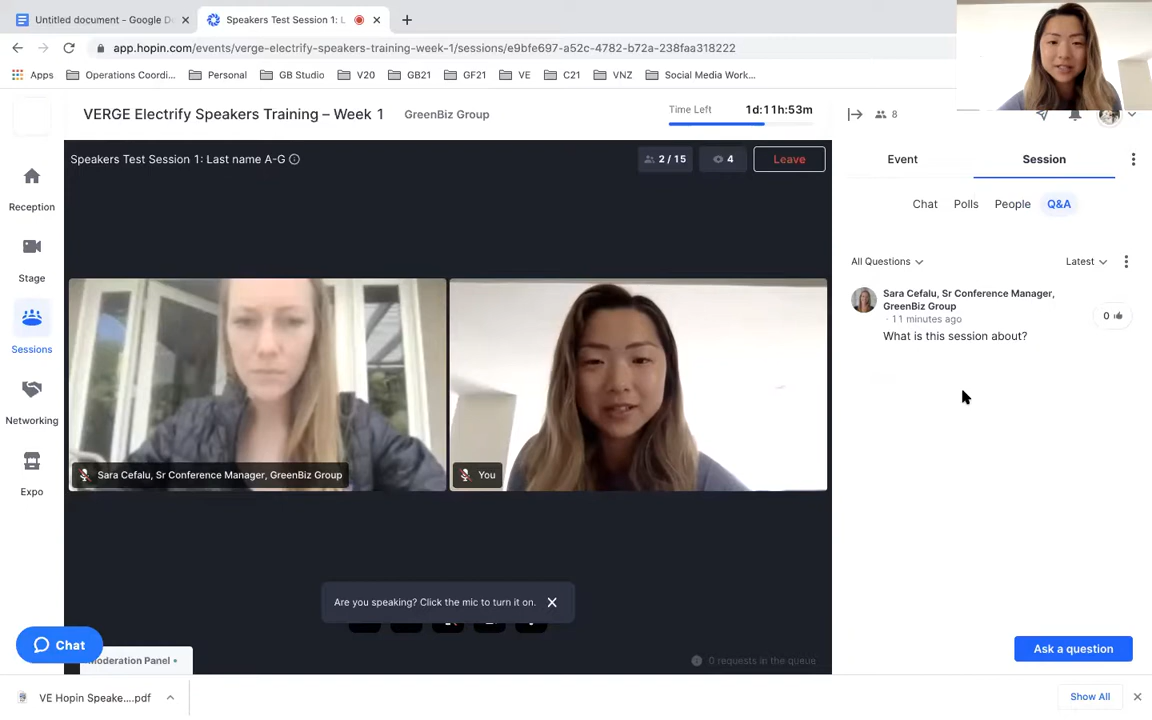 Untitled document - Google D
Speakers Test Session 1: L
app.hopin.com/events/verge-electrify-speakers-training-week-1/sessions/e9bfe697-a52c-4782-b72a-238faa318222
Apps
Operations Coordi...
Personal
GB Studio
V20
GB21
GF21
VE
C21
VNZ
Social Media Work...
VERGE Electrify Speakers Training – Week 1
GreenBiz Group
Time Left
1d:11h:53m
8
Reception
Stage
Sessions
Networking
Expo
Speakers Test Session 1: Last name A-G
2 / 15
4
Leave
Sara Cefalu, Sr Conference Manager, GreenBiz Group
You
Are you speaking? Click the mic to turn it on.
Chat
Moderation Panel
0 requests in the queue
Event
Session
Chat
Polls
People
Q&A
All Questions
Latest
Sara Cefalu, Sr Conference Manager,
GreenBiz Group
· 11 minutes ago
What is this session about?
0
Ask a question
VE Hopin Speake....pdf
Show All